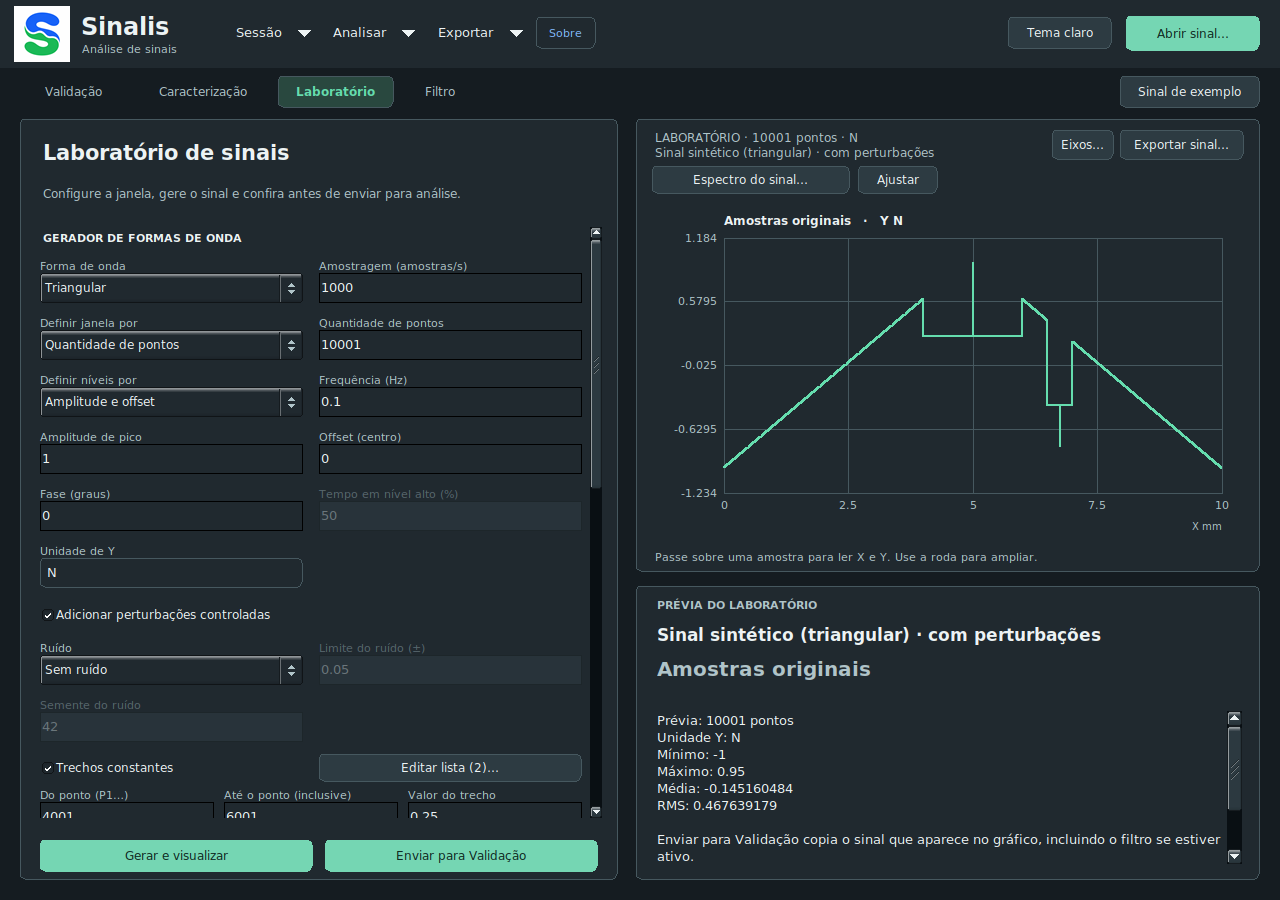 Sinalis
Análise de sinais
Sessão
Analisar
Exportar
Sobre
Tema claro
Abrir sinal...
Validação
Caracterização
Laboratório
Filtro
Sinal de exemplo
Laboratório de sinais
Configure a janela, gere o sinal e confira antes de enviar para análise.
GERADOR DE FORMAS DE ONDA
Forma de onda
Amostragem (amostras/s)
Triangular
1000
Definir janela por
Quantidade de pontos
Quantidade de pontos
10001
Definir níveis por
Frequência (Hz)
Amplitude e offset
0.1
Amplitude de pico
Offset (centro)
1
0
Fase (graus)
Tempo em nível alto (%)
0
50
Unidade de Y
N
Adicionar perturbações controladas
Ruído
Limite do ruído (±)
Sem ruído
0.05
Semente do ruído
42
Trechos constantes
Editar lista (2)...
Do ponto (P1...)
Até o ponto (inclusive)
Valor do trecho
4001
6001
0.25
Gerar e visualizar
Enviar para Validação
LABORATÓRIO · 10001 pontos · N
Sinal sintético (triangular) · com perturbações
Eixos...
Exportar sinal...
Espectro do sinal...
Ajustar
Amostras originais · Y N
1.184
0.5795
-0.025
-0.6295
-1.234
0
2.5
5
7.5
10
X mm
Passe sobre uma amostra para ler X e Y. Use a roda para ampliar.
PRÉVIA DO LABORATÓRIO
Sinal sintético (triangular) · com perturbações
Amostras originais
Prévia: 10001 pontos
Unidade Y: N
Mínimo: -1
Máximo: 0.95
Média: -0.145160484
RMS: 0.467639179
Enviar para Validação copia o sinal que aparece no gráfico, incluindo o filtro se estiver
ativo.